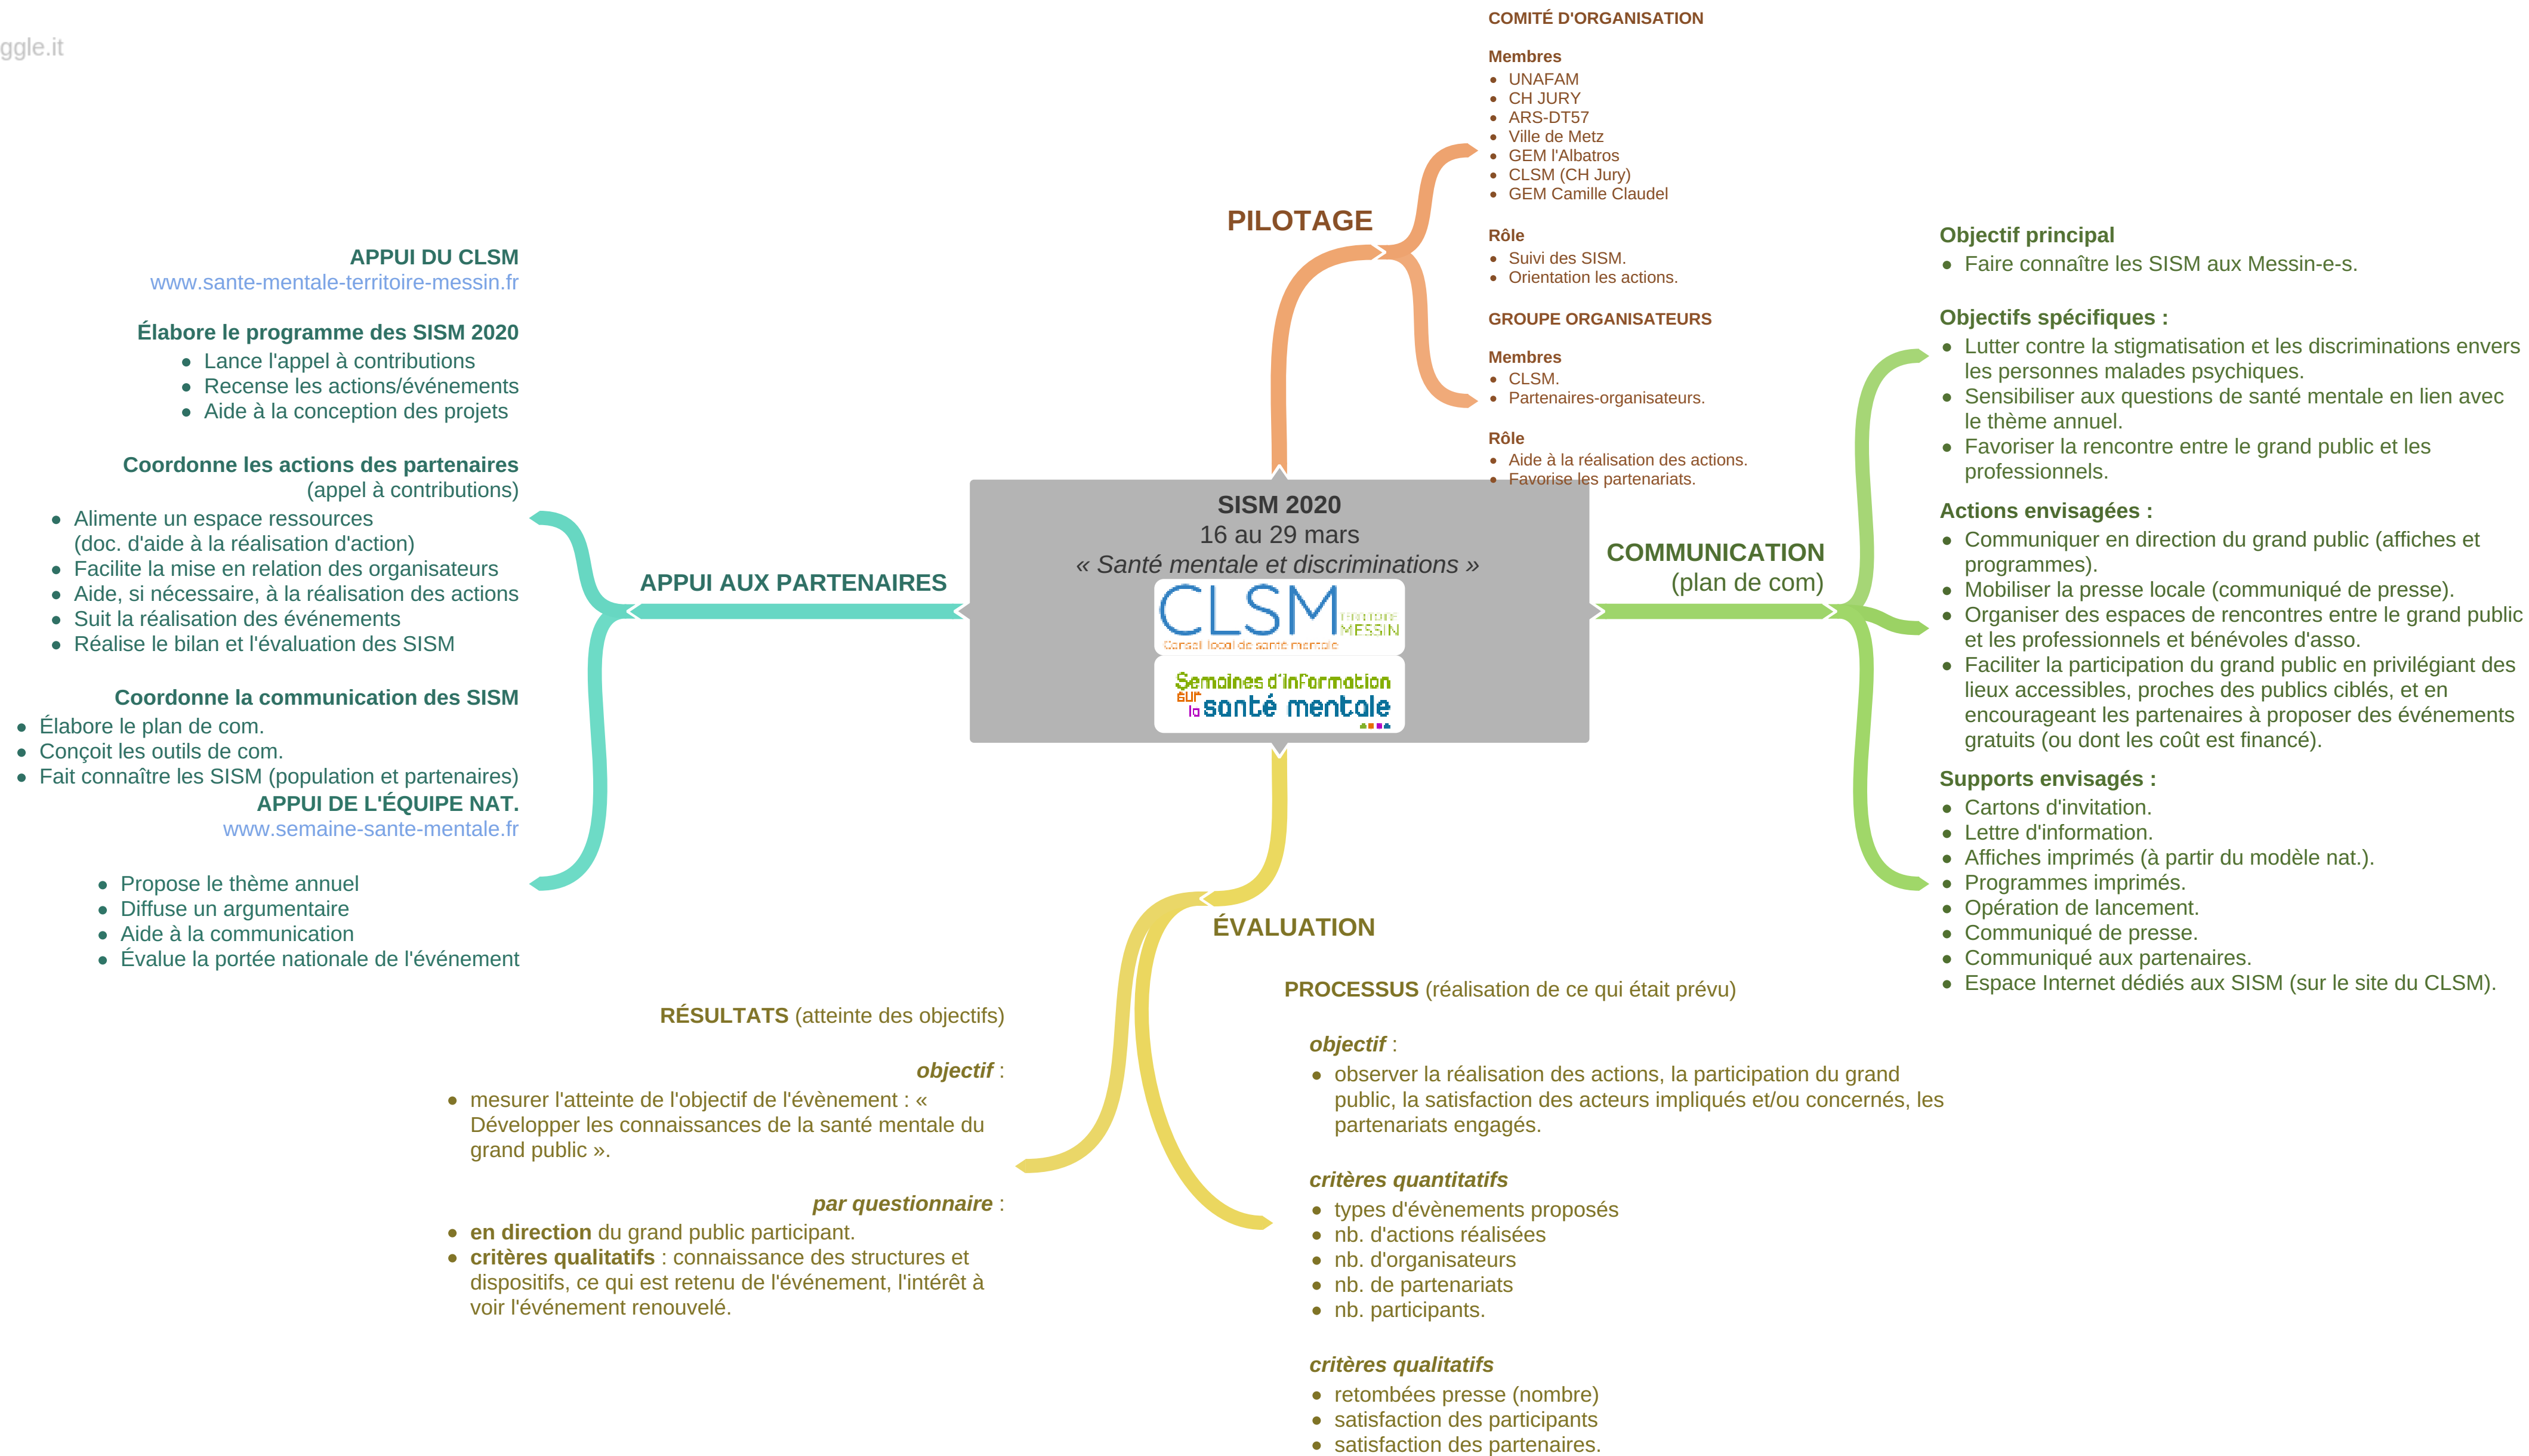 ggle.it
COMITÉ D'ORGANISATION
Membres
UNAFAM
CH JURY
ARS-DT57
Ville de Metz
GEM l'Albatros
CLSM (CH Jury)
GEM Camille Claudel
Rôle
Suivi des SISM.
Orientation les actions.
GROUPE ORGANISATEURS
Membres
CLSM.
Partenaires-organisateurs.
Rôle
Aide à la réalisation des actions.
Favorise les partenariats.
PILOTAGE
SISM 2020
16 au 29 mars
« Santé mentale et discriminations »
CLSM
TERRITOIRE
MESSIN
Conseil local de santé mentale
Semaines d'information
sur
la santé mentale
COMMUNICATION
(plan de com)
Objectif principal
Faire connaître les SISM aux Messin-e-s.
Objectifs spécifiques :
Lutter contre la stigmatisation et les discriminations envers
les personnes malades psychiques.
Sensibiliser aux questions de santé mentale en lien avec
le thème annuel.
Favoriser la rencontre entre le grand public et les
professionnels.
Actions envisagées :
Communiquer en direction du grand public (affiches et
programmes).
Mobiliser la presse locale (communiqué de presse).
Organiser des espaces de rencontres entre le grand public
et les professionnels et bénévoles d'asso.
Faciliter la participation du grand public en privilégiant des
lieux accessibles, proches des publics ciblés, et en
encourageant les partenaires à proposer des événements
gratuits (ou dont les coût est financé).
Supports envisagés :
Cartons d'invitation.
Lettre d'information.
Affiches imprimés (à partir du modèle nat.).
Programmes imprimés.
Opération de lancement.
Communiqué de presse.
Communiqué aux partenaires.
Espace Internet dédiés aux SISM (sur le site du CLSM).
APPUI AUX PARTENAIRES
APPUI DU CLSM
www.sante-mentale-territoire-messin.fr
Élabore le programme des SISM 2020
Lance l'appel à contributions
Recense les actions/événements
Aide à la conception des projets
Coordonne les actions des partenaires
(appel à contributions)
Alimente un espace ressources
(doc. d'aide à la réalisation d'action)
Facilite la mise en relation des organisateurs
Aide, si nécessaire, à la réalisation des actions
Suit la réalisation des événements
Réalise le bilan et l'évaluation des SISM
Coordonne la communication des SISM
Élabore le plan de com.
Conçoit les outils de com.
Fait connaître les SISM (population et partenaires)
APPUI DE L'ÉQUIPE NAT.
www.semaine-sante-mentale.fr
Propose le thème annuel
Diffuse un argumentaire
Aide à la communication
Évalue la portée nationale de l'événement
ÉVALUATION
RÉSULTATS (atteinte des objectifs)
objectif :
mesurer l'atteinte de l'objectif de l'évènement : «
Développer les connaissances de la santé mentale du
grand public ».
par questionnaire :
en direction du grand public participant.
critères qualitatifs : connaissance des structures et
dispositifs, ce qui est retenu de l'événement, l'intérêt à
voir l'événement renouvelé.
PROCESSUS (réalisation de ce qui était prévu)
objectif :
observer la réalisation des actions, la participation du grand
public, la satisfaction des acteurs impliqués et/ou concernés, les
partenariats engagés.
critères quantitatifs
types d'évènements proposés
nb. d'actions réalisées
nb. d'organisateurs
nb. de partenariats
nb. participants.
critères qualitatifs
retombées presse (nombre)
satisfaction des participants
satisfaction des partenaires.